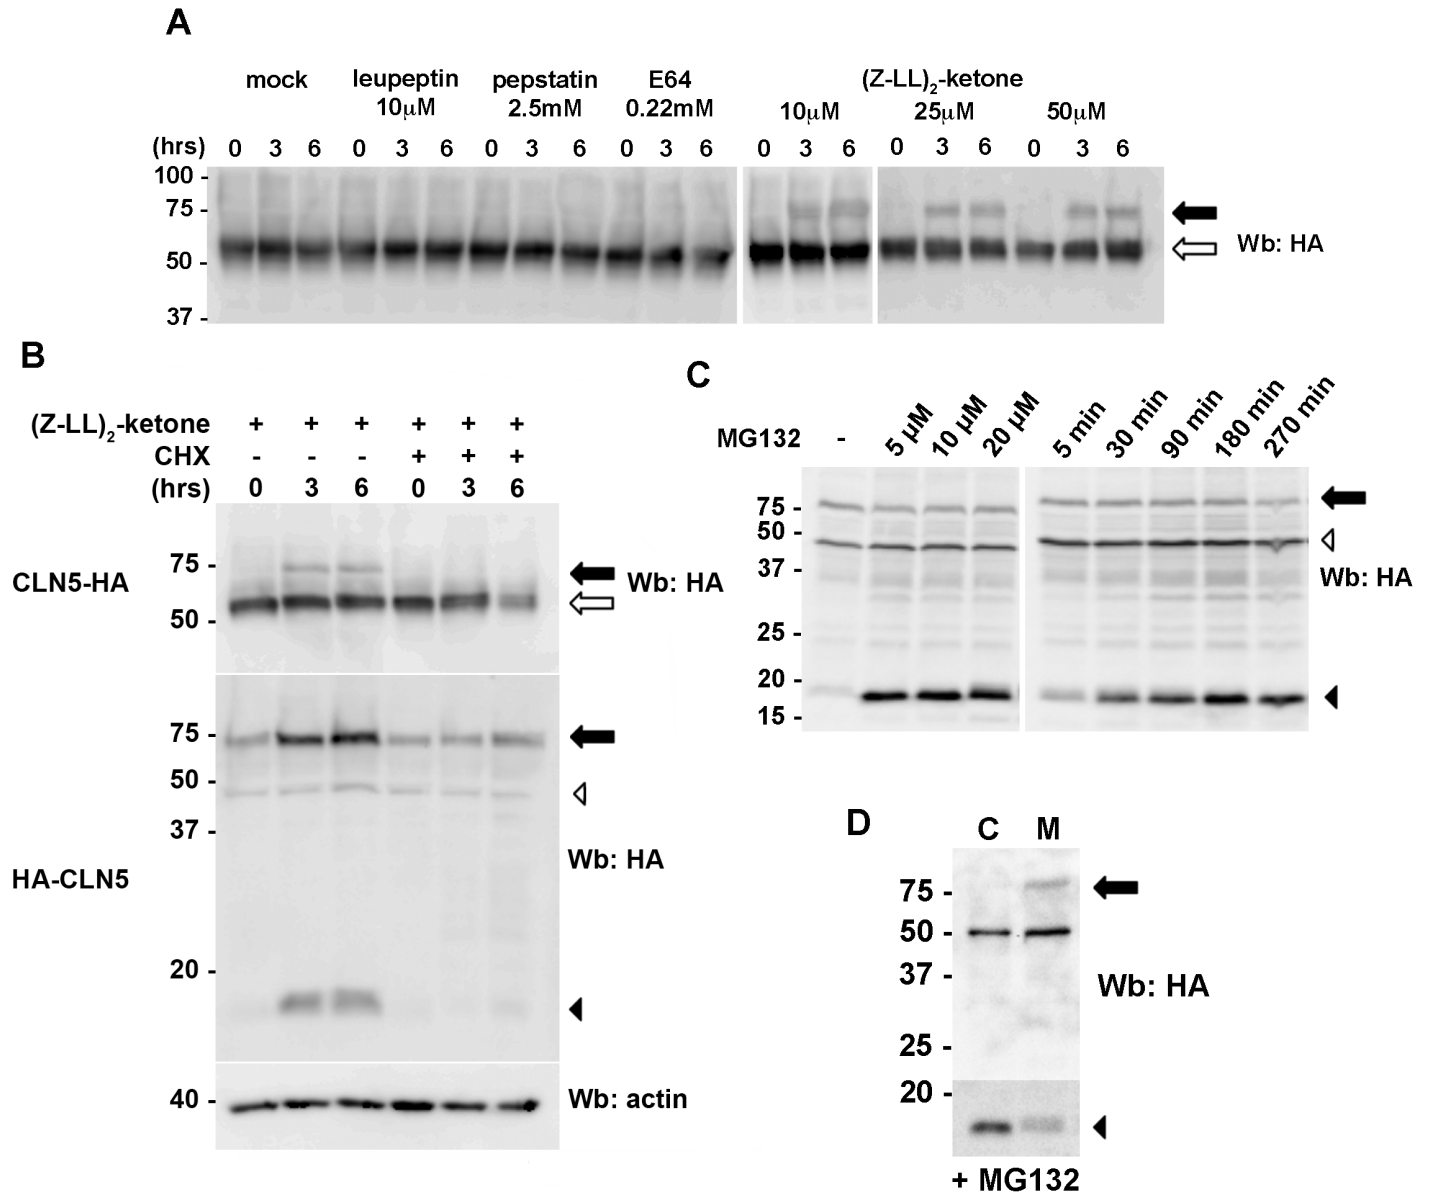 A
mock leupeptin pepstatin E64 (Z-LL)2-ketone
10μM 2.5mM 0.22mM 10μM 25μM 50μM
(hrs) 0 3 6 0 3 6 0 3 6 0 3 6 0 3 6 0 3 6 0 3 6
100 -
75 -
50 -
37 -
Wb: HA
B
(Z-LL)2-ketone + + + + + +
CHX - - - + + +
(hrs) 0 3 6 0 3 6
CLN5-HA
75 -
50 -
Wb: HA
HA-CLN5
75 -
50 -
37 -
20 -
Wb: HA
40 -
Wb: actin
C
MG132 - 5 μM 10 μM 20 μM 5 min 30 min 90 min 180 min 270 min
75 -
50 -
37 -
25 -
20 -
15 -
Wb: HA
D
C M
75 -
50 -
37 -
25 -
20 -
Wb: HA
+ MG132